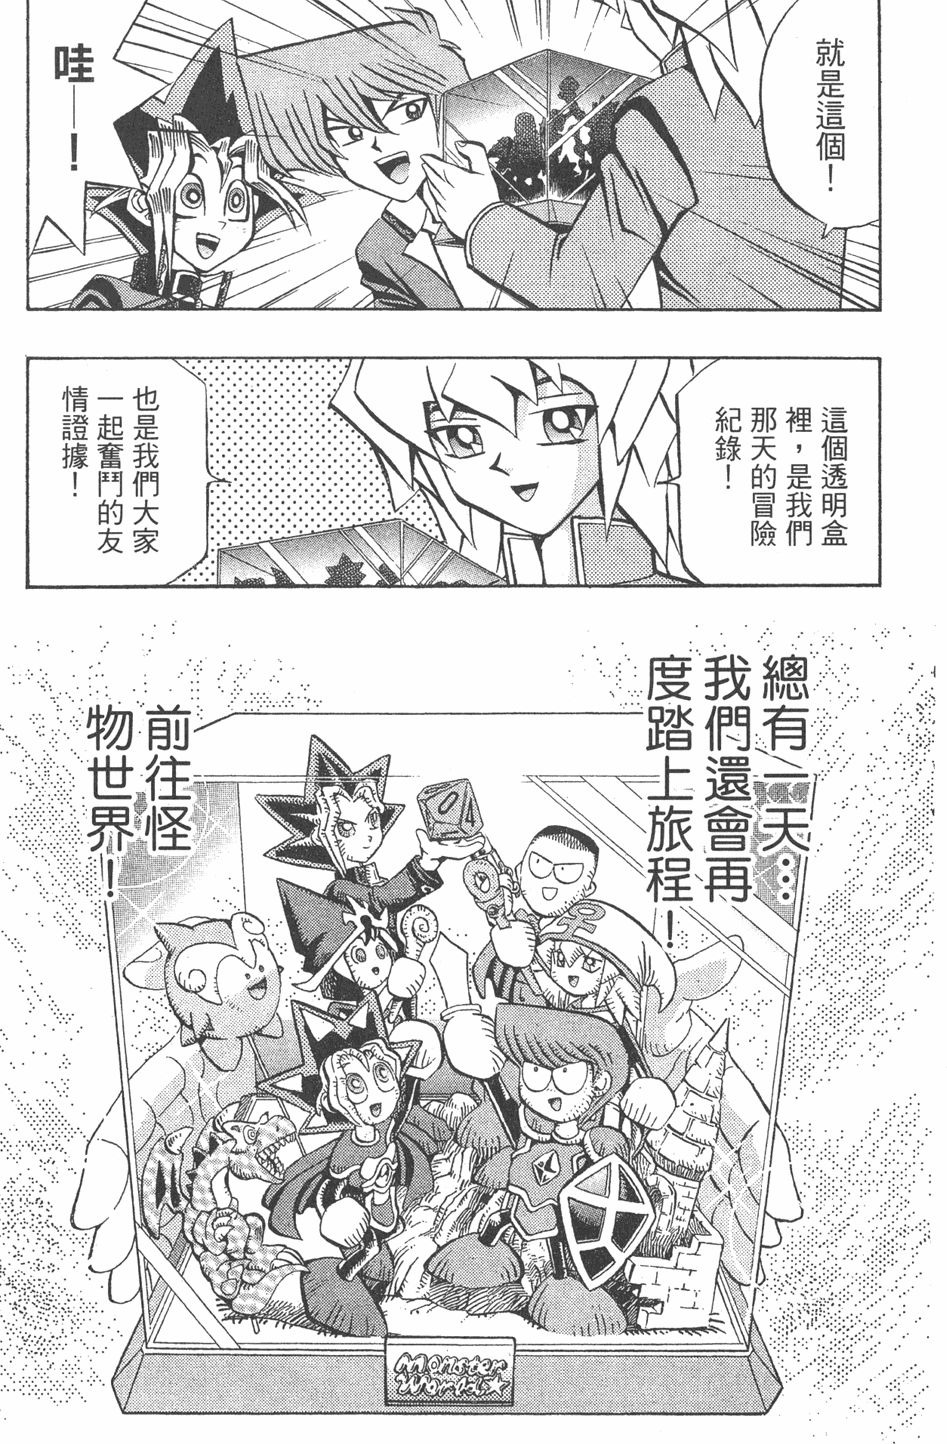 就是這個！
哇——！
這個透明盒
裡，是我們
那天的冒險
紀錄！
也是我們大家
一起奮鬥的友
情證據！
總有一天…
我們還會再
度踏上旅程！
前往怪
物世界！
0
4
Monster
World★